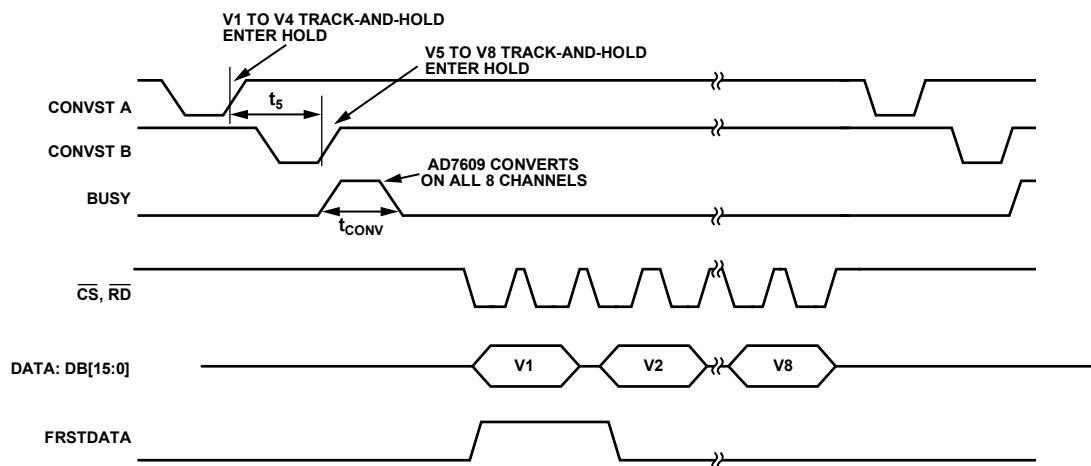 V1 TO V4 TRACK-AND-HOLD
ENTER HOLD
V5 TO V8 TRACK-AND-HOLD
ENTER HOLD
CONVST A
t5
CONVST B
AD7609 CONVERTS
ON ALL 8 CHANNELS
BUSY
tCONV
CS, RD
DATA: DB[15:0]
V1
V2
V8
FRSTDATA